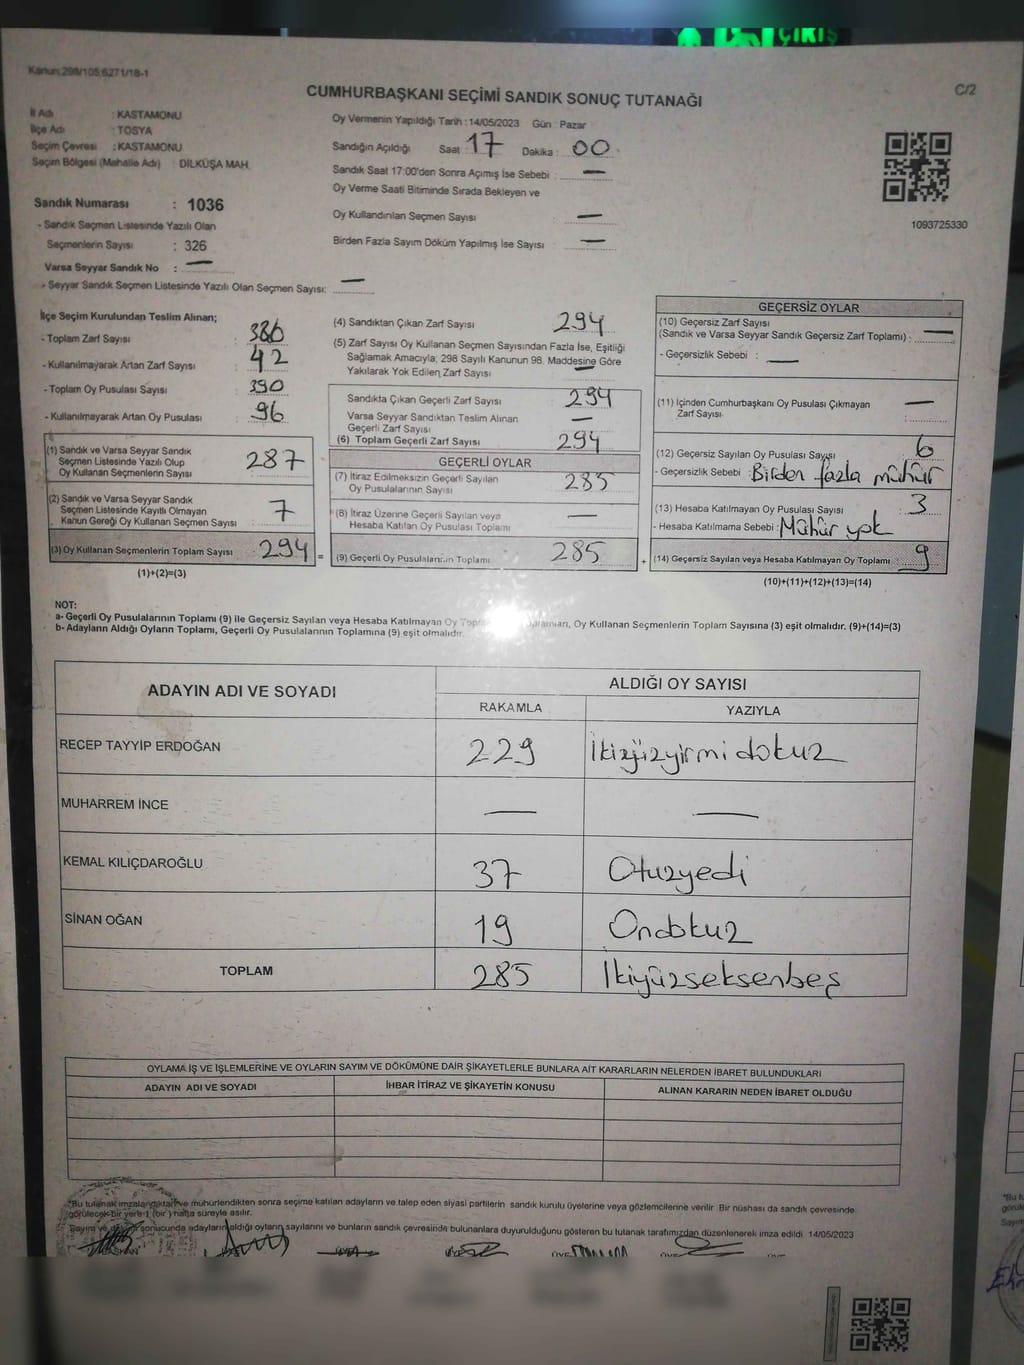 ÇIKIŞ
Kanun:298/105;6271/18-1
C/2
CUMHURBAŞKANI SEÇİMİ SANDIK SONUÇ TUTANAĞI
İl Adı : KASTAMONU
İlçe Adı : TOSYA
Seçim Çevresi : KASTAMONU
Seçim Bölgesi (Mahalle Adı) : DİLKÜŞA MAH.
Sandık Numarası : 1036
- Sandık Seçmen Listesinde Yazılı Olan
Seçmenlerin Sayısı : 326
Varsa Seyyar Sandık No : —
- Seyyar Sandık Seçmen Listesinde Yazılı Olan Seçmen Sayısı: —
Oy Vermenin Yapıldığı Tarih : 14/05/2023 Gün : Pazar
Sandığın Açıldığı Saat 17 Dakika : 00
Sandık Saat 17:00'den Sonra Açımış İse Sebebi : —
Oy Verme Saati Bitiminde Sırada Bekleyen ve
Oy Kullandırılan Seçmen Sayısı —
Birden Fazla Sayım Döküm Yapılmış İse Sayısı —
1093725330
İlçe Seçim Kurulundan Teslim Alınan;
- Toplam Zarf Sayısı :
- Kullanılmayarak Artan Zarf Sayısı : 42
- Toplam Oy Pusulası Sayısı : 390
- Kullanılmayarak Artan Oy Pusulası : 96
(1) Sandık ve Varsa Seyyar Sandık
Seçmen Listesinde Yazılı Olup
Oy Kullanan Seçmenlerin Sayısı 287
(2) Sandık ve Varsa Seyyar Sandık
Seçmen Listesinde Kayıtlı Olmayan
Kanun Gereği Oy Kullanan Seçmen Sayısı 7
(3) Oy Kullanan Seçmenlerin Toplam Sayısı 294 =
(1)+(2)=(3)
(4) Sandıktan Çıkan Zarf Sayısı 294
(5) Zarf Sayısı Oy Kullanan Seçmen Sayısından Fazla İse, Eşitliği
Sağlamak Amacıyla; 298 Sayılı Kanunun 98. Maddesine Göre
Yakılarak Yok Edilen Zarf Sayısı —
Sandıkta Çıkan Geçerli Zarf Sayısı 294
Varsa Seyyar Sandıktan Teslim Alınan
Geçerli Zarf Sayısı —
(6) Toplam Geçerli Zarf Sayısı 294
GEÇERLİ OYLAR
(7) İtiraz Edilmeksizin Geçerli Sayılan
Oy Pusulalarının Sayısı 285
(8) İtiraz Üzerine Geçerli Sayılan veya
Hesaba Katılan Oy Pusulası Toplamı —
(9) Geçerli Oy Pusulalarının Toplamı 285 +
GEÇERSİZ OYLAR
(10) Geçersiz Zarf Sayısı
(Sandık ve Varsa Seyyar Sandık Geçersiz Zarf Toplamı) : —
- Geçersizlik Sebebi : —
(11) İçinden Cumhurbaşkanı Oy Pusulası Çıkmayan
Zarf Sayısı —
(12) Geçersiz Sayılan Oy Pusulası Sayısı 6
- Geçersizlik Sebebi : Birden fazla mühür
(13) Hesaba Katılmayan Oy Pusulası Sayısı 3
- Hesaba Katılmama Sebebi : Mühür yok
(14) Geçersiz Sayılan veya Hesaba Katılmayan Oy Toplamı 9
(10)+(11)+(12)+(13)=(14)
NOT:
a- Geçerli Oy Pusulalarının Toplamı (9) ile Geçersiz Sayılan veya Hesaba Katılmayan Oy Oy Kullanan Seçmenlerin Toplam Sayısına (3) eşit olmalıdır. (9)+(14)=(3)
b- Adayların Aldığı Oyların Toplamı, Geçerli Oy Pusulalarının Toplamına (9) eşit olmalıdır.
ADAYIN ADI VE SOYADI ALDIĞI OY SAYISI
RAKAMLA YAZIYLA
RECEP TAYYİP ERDOĞAN 229 İkiyüzyirmi dokuz
MUHARREM İNCE — —
KEMAL KILIÇDAROĞLU 37 Otuzyedi
SİNAN OĞAN 19 Ondokuz
TOPLAM 285 İkiyüzseksenbeş
OYLAMA İŞ VE İŞLEMLERİNE VE OYLARIN SAYIM VE DÖKÜMÜNE DAİR ŞİKAYETLERLE BUNLARA AİT KARARLARIN NELERDEN İBARET BULUNDUKLARI
ADAYIN ADI VE SOYADI İHBAR İTİRAZ VE ŞİKAYETİN KONUSU ALINAN KARARIN NEDEN İBARET OLDUĞU
*Bu tutanak imzalandıktan ve mühürlendikten sonra seçime katılan adayların ve talep eden siyasi partilerin sandık kurulu üyelerine veya gözlemcilerine verilir. Bir nüshası da sandık çevresinde
görülecek bir yere 1 (bir ) hafta süreyle asılır.
Sayım ve döküm sonucunda adayların aldığı oyların sayılarını ve bunların sandık çevresinde bulunanlara duyurulduğunu gösteren bu tutanak tarafımızdan düzenlenerek imza edildi. 14/05/2023
BAŞKAN